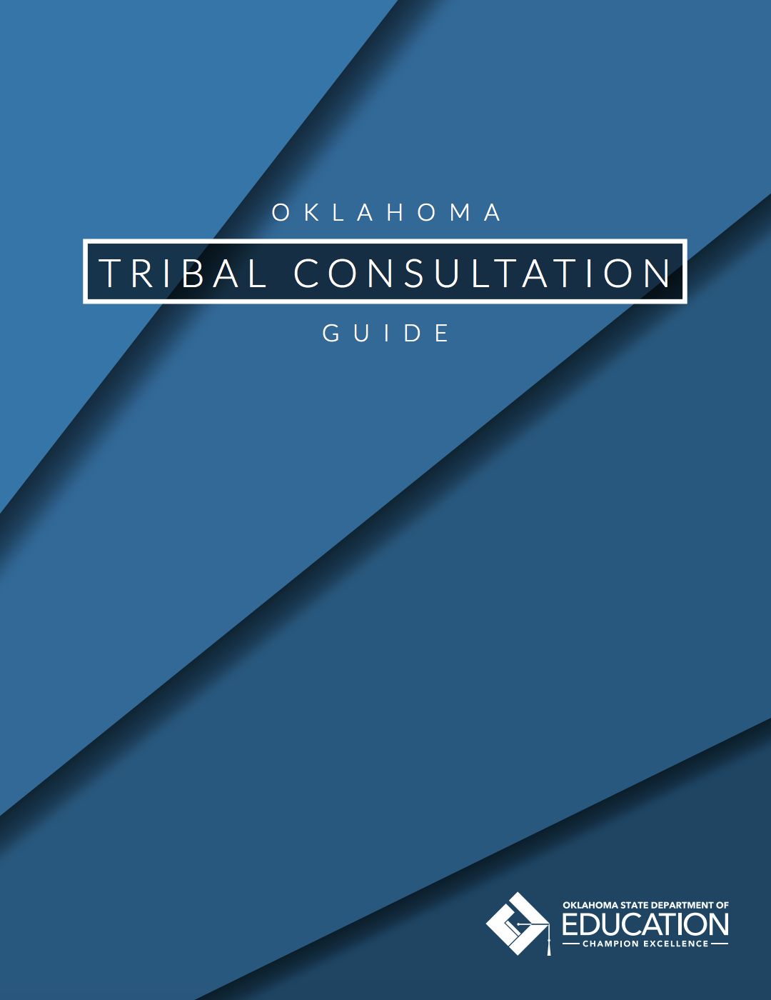 OKLAHOMA
TRIBAL CONSULTATION
GUIDE
OKLAHOMA STATE DEPARTMENT OF
EDUCATION
CHAMPION EXCELLENCE